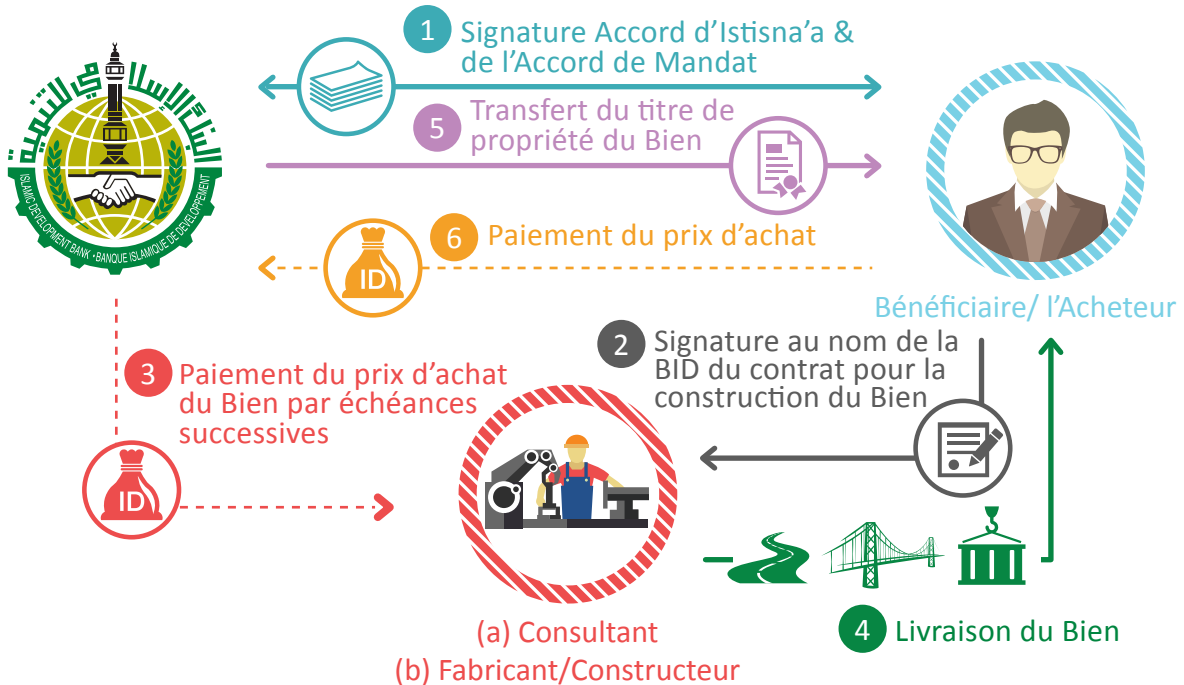 1 Signature Accord d’Istisna’a &
de l’Accord de Mandat
5 Transfert du titre de
propriété du Bien
ISLAMIC DEVELOPMENT BANK • BANQUE ISLAMIQUE DE DEVELOPPEMENT
6 Paiement du prix d’achat
ID
Bénéficiaire/ l’Acheteur
2 Signature au nom de la
BID du contrat pour la
construction du Bien
3 Paiement du prix d’achat
du Bien par échéances
successives
ID
4 Livraison du Bien
(a) Consultant
(b) Fabricant/Constructeur